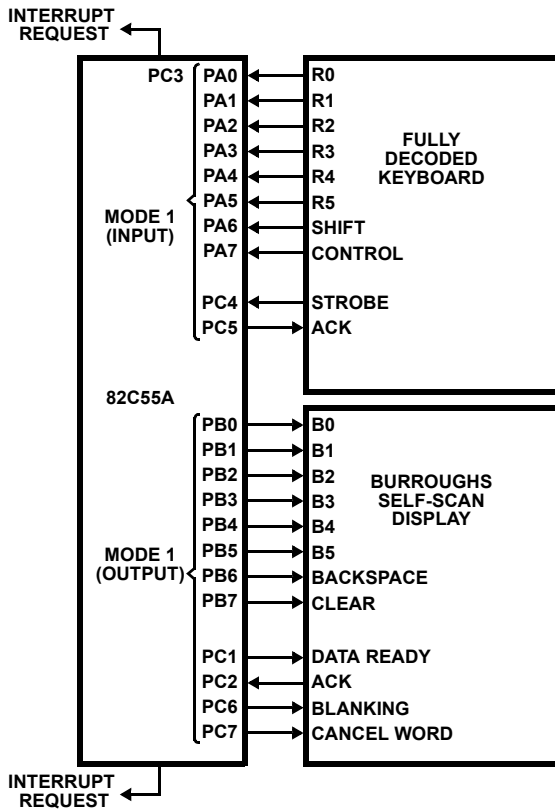 INTERRUPT
REQUEST
PC3 PA0 R0
PA1 R1
PA2 R2
PA3 R3
PA4 R4
PA5 R5
PA6 SHIFT
PA7 CONTROL
MODE 1
(INPUT)
FULLY
DECODED
KEYBOARD
PC4 STROBE
PC5 ACK
82C55A
PB0 B0
PB1 B1
PB2 B2
PB3 B3
PB4 B4
PB5 B5
PB6 BACKSPACE
PB7 CLEAR
MODE 1
(OUTPUT)
BURROUGHS
SELF-SCAN
DISPLAY
PC1 DATA READY
PC2 ACK
PC6 BLANKING
PC7 CANCEL WORD
INTERRUPT
REQUEST